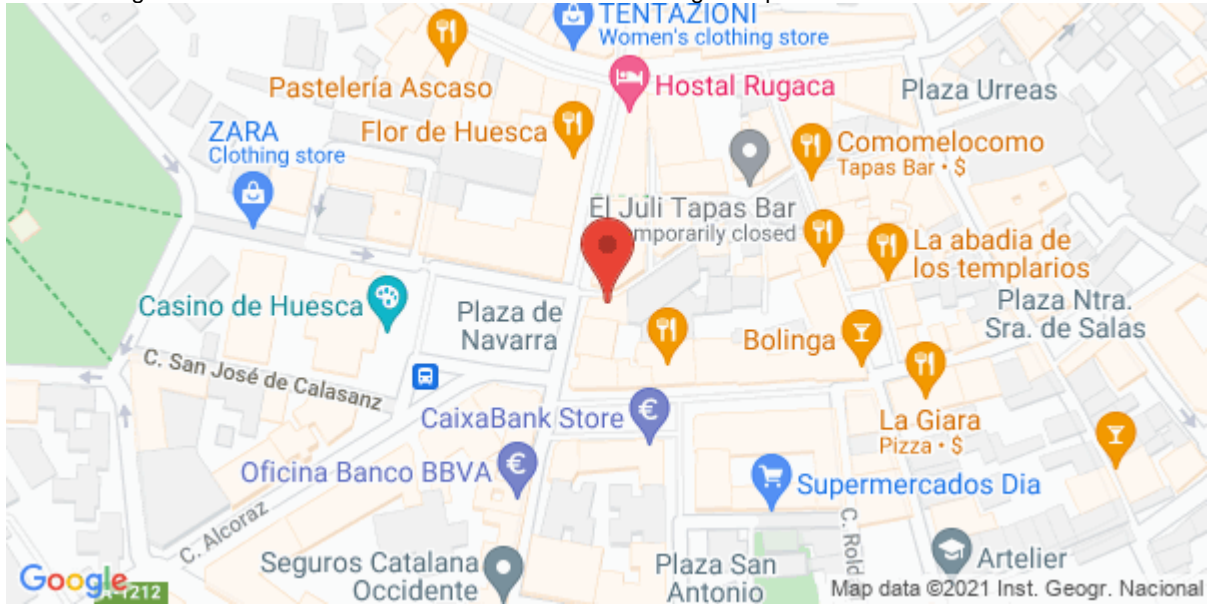 TENTAZIONI
Women's clothing store
Pastelería Ascaso
Hostal Rugaca
Plaza Urreas
ZARA
Clothing store
Flor de Huesca
Comomelocomo
Tapas Bar • $
El Juli Tapas Bar
emporarily closed
La abadia de
los templarios
Casino de Huesca
Plaza de
Navarra
Plaza Ntra.
Sra. de Salas
Bolinga
C. San José de Calasanz
CaixaBank Store
La Giara
Pizza • $
Oficina Banco BBVA
Supermercados Dia
C. Alcoraz
C. Rold
Seguros Catalana
Occidente
Plaza San
Antonio
Artelier
Google
A-1212
Map data ©2021 Inst. Geogr. Nacional